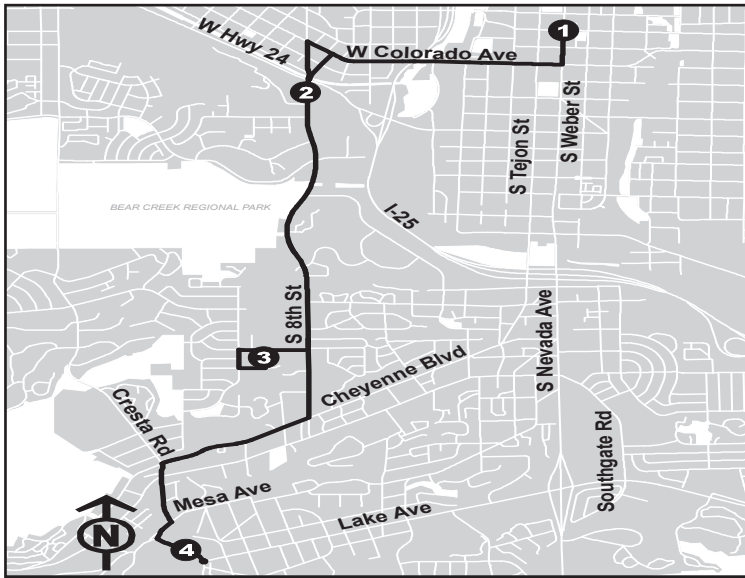 1
W Hwy 24
W Colorado Ave
2
S Tejon St
S Weber St
BEAR CREEK REGIONAL PARK
I-25
S 8th St
S Nevada Ave
3
Cheyenne Blvd
Cresta Rd
Southgate Rd
Mesa Ave
Lake Ave
N
4